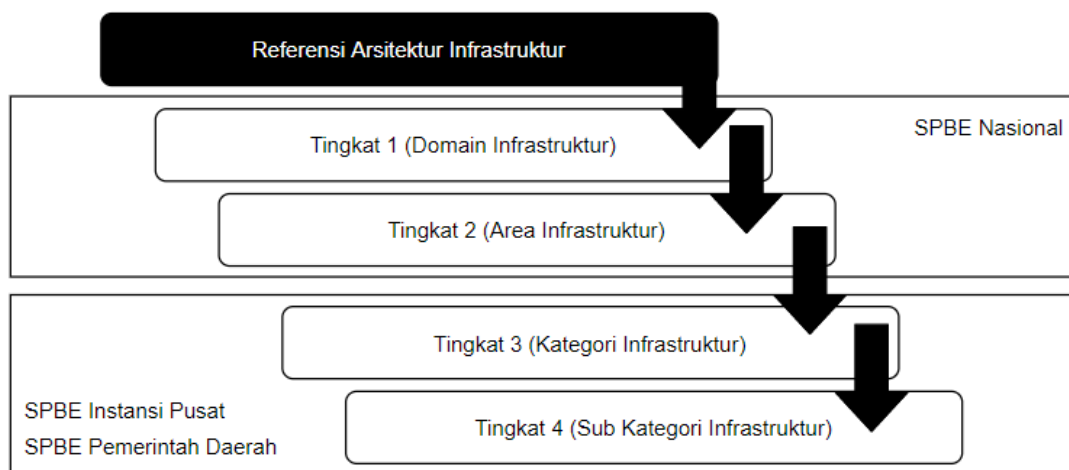 Referensi Arsitektur Infrastruktur
SPBE Nasional
Tingkat 1 (Domain Infrastruktur)
Tingkat 2 (Area Infrastruktur)
Tingkat 3 (Kategori Infrastruktur)
SPBE Instansi Pusat
SPBE Pemerintah Daerah
Tingkat 4 (Sub Kategori Infrastruktur)